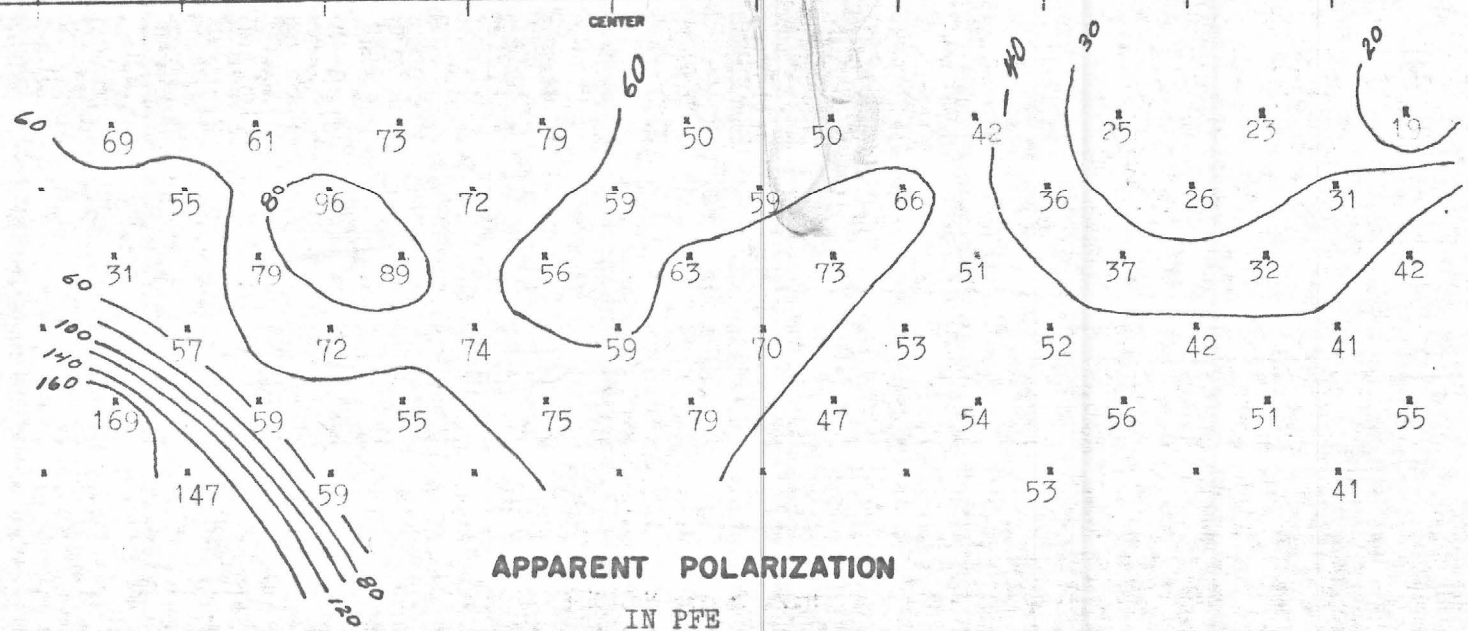 CENTER
60 40 30 20
60 69 61 73 79 50 50 42 25 23 19
55 80 96 72 59 59 66 36 26 31
31 79 89 56 63 73 51 37 32 42
60
100 57 72 74 59 70 53 52 42 41
140
160
169 59 55 75 79 47 54 56 51 55
147 59 53 41
APPARENT POLARIZATION
80
120
IN PFE